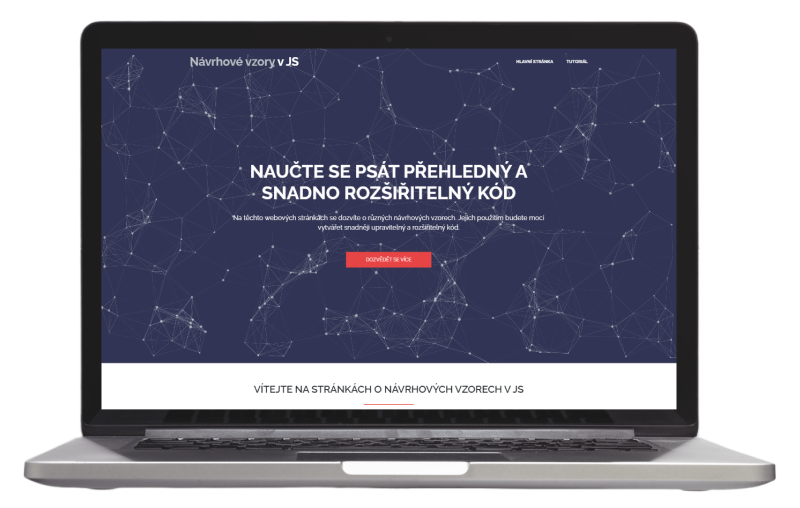 Návrhové vzory v JS
HLAVNÍ STRÁNKA TUTORIÁL
NAUČTE SE PSÁT PŘEHLEDNÝ A
SNADNO ROZŠIŘITELNÝ KÓD
Na těchto webových stránkách se dozvíte o různých návrhových vzorech. Jejich použitím budete moci
vytvářet snadněji upravitelný a rozšiřitelný kód.
DOZVĚDĚT SE VÍCE
VÍTEJTE NA STRÁNKÁCH O NÁVRHOVÝCH VZORECH V JS